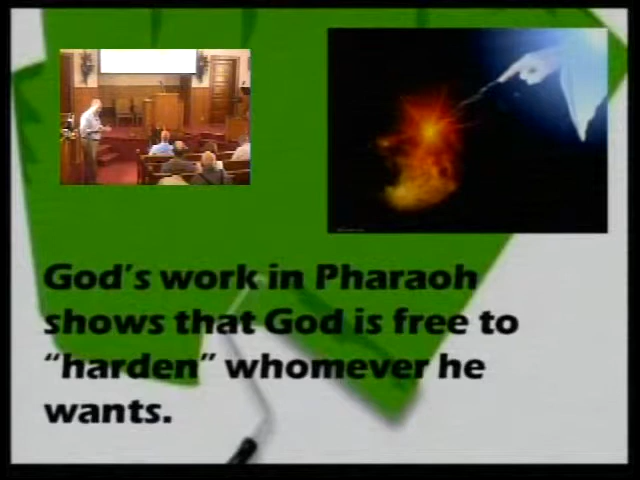 God's work in Pharaoh
shows that God is free to
“harden” whomever he
wants.